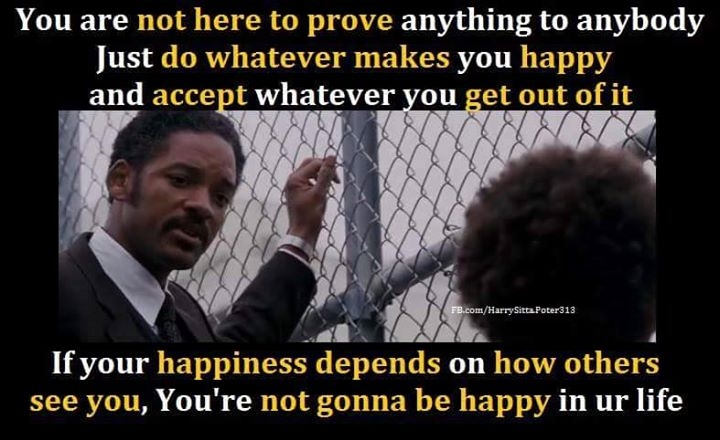 You are not here to prove anything to anybody
Just do whatever makes you happy
and accept whatever you get out of it
FB.com/HarrySitta.Poter313
If your happiness depends on how others
see you, You're not gonna be happy in ur life